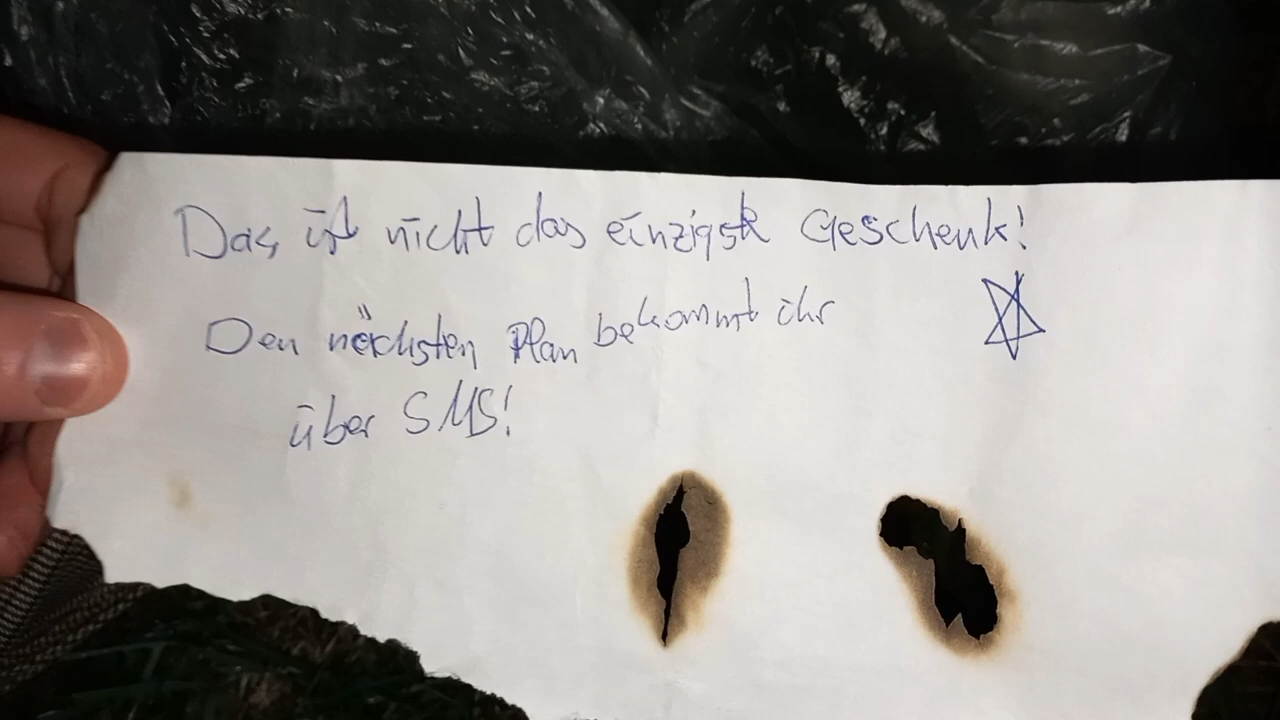 Das ist nicht das einzigste Geschenk!
Den nächsten Plan bekommt ihr
über SMS!